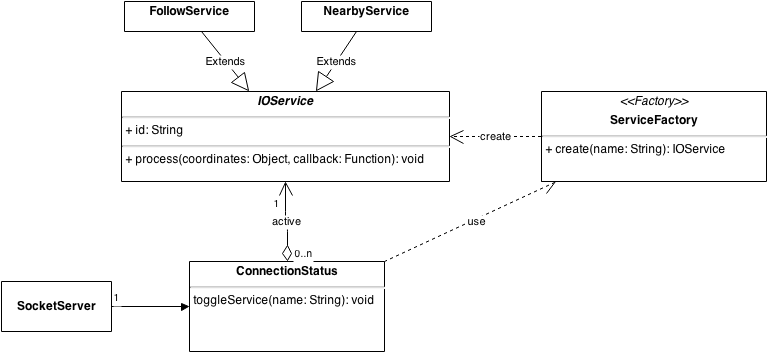 FollowService
NearbyService
Extends
Extends
IOService
+ id: String
+ process(coordinates: Object, callback: Function): void
<<Factory>>
ServiceFactory
+ create(name: String): IOService
create
1
active
0..n
use
ConnectionStatus
toggleService(name: String): void
SocketServer
1